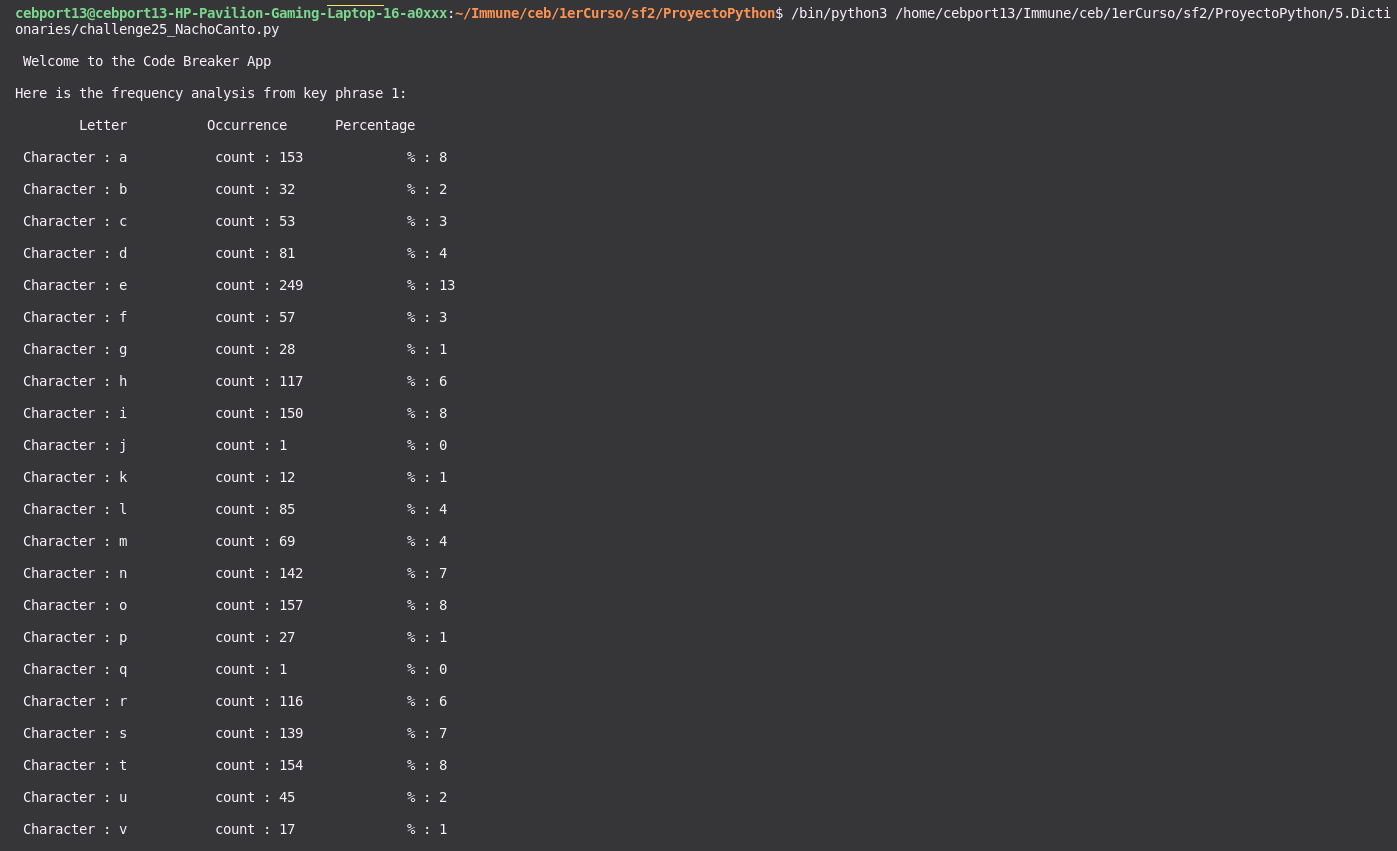 cebport13@cebport13-HP-Pavilion-Gaming-Laptop-16-a0xxx:~/Immune/ceb/1erCurso/sf2/ProyectoPython$ /bin/python3 /home/cebport13/Immune/ceb/1erCurso/sf2/ProyectoPython/5.Dicti
onaries/challenge25_NachoCanto.py
Welcome to the Code Breaker App
Here is the frequency analysis from key phrase 1:
Letter Occurrence Percentage
Character : a count : 153 % : 8
Character : b count : 32 % : 2
Character : c count : 53 % : 3
Character : d count : 81 % : 4
Character : e count : 249 % : 13
Character : f count : 57 % : 3
Character : g count : 28 % : 1
Character : h count : 117 % : 6
Character : i count : 150 % : 8
Character : j count : 1 % : 0
Character : k count : 12 % : 1
Character : l count : 85 % : 4
Character : m count : 69 % : 4
Character : n count : 142 % : 7
Character : o count : 157 % : 8
Character : p count : 27 % : 1
Character : q count : 1 % : 0
Character : r count : 116 % : 6
Character : s count : 139 % : 7
Character : t count : 154 % : 8
Character : u count : 45 % : 2
Character : v count : 17 % : 1